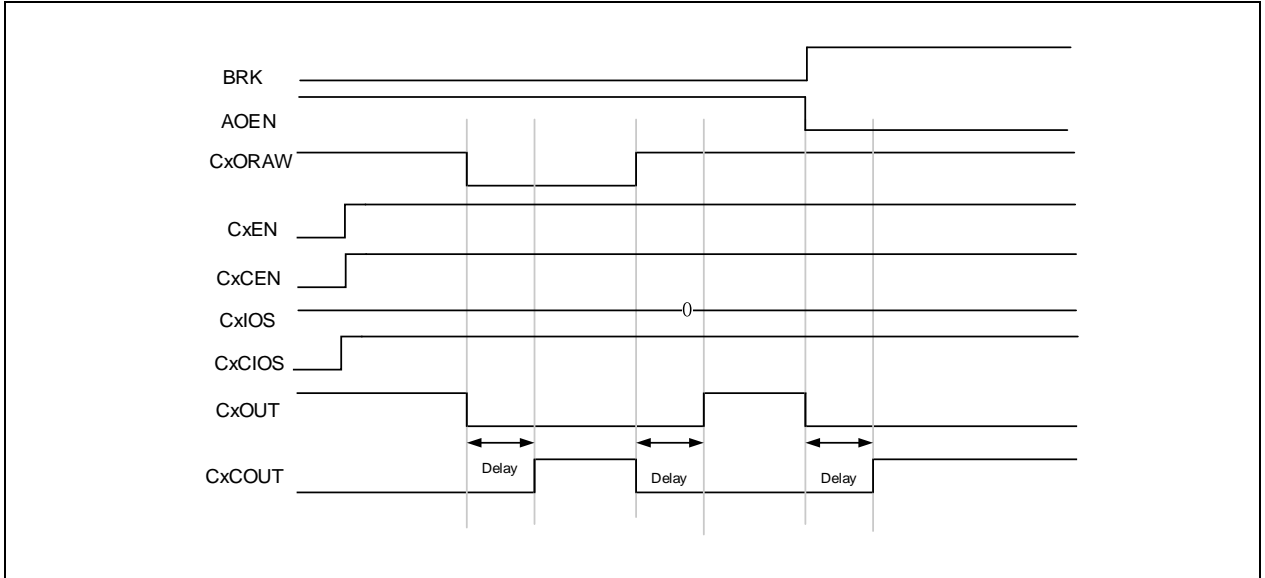 BRK
AOEN
CxORAW
CxEN
CxCEN
CxIOS
0
CxCIOS
CxOUT
CxCOUT
Delay
Delay
Delay